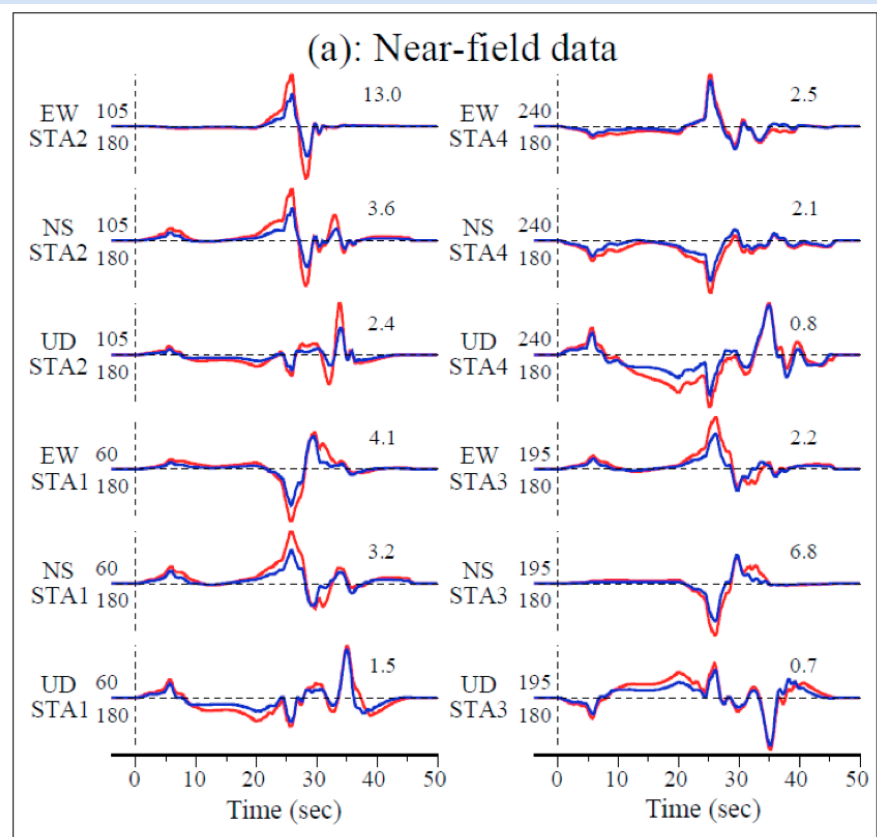 (a): Near-field data
EW 105 13.0
STA2 180
NS 105 3.6
STA2 180
UD 105 2.4
STA2 180
EW 60 4.1
STA1 180
NS 60 3.2
STA1 180
UD 60 1.5
STA1 180
0 10 20 30 40 50
Time (sec)
EW 240 2.5
STA4 180
NS 240 2.1
STA4 180
UD 240 0.8
STA4 180
EW 195 2.2
STA3 180
NS 195 6.8
STA3 180
UD 195 0.7
STA3 180
0 10 20 30 40 50
Time (sec)